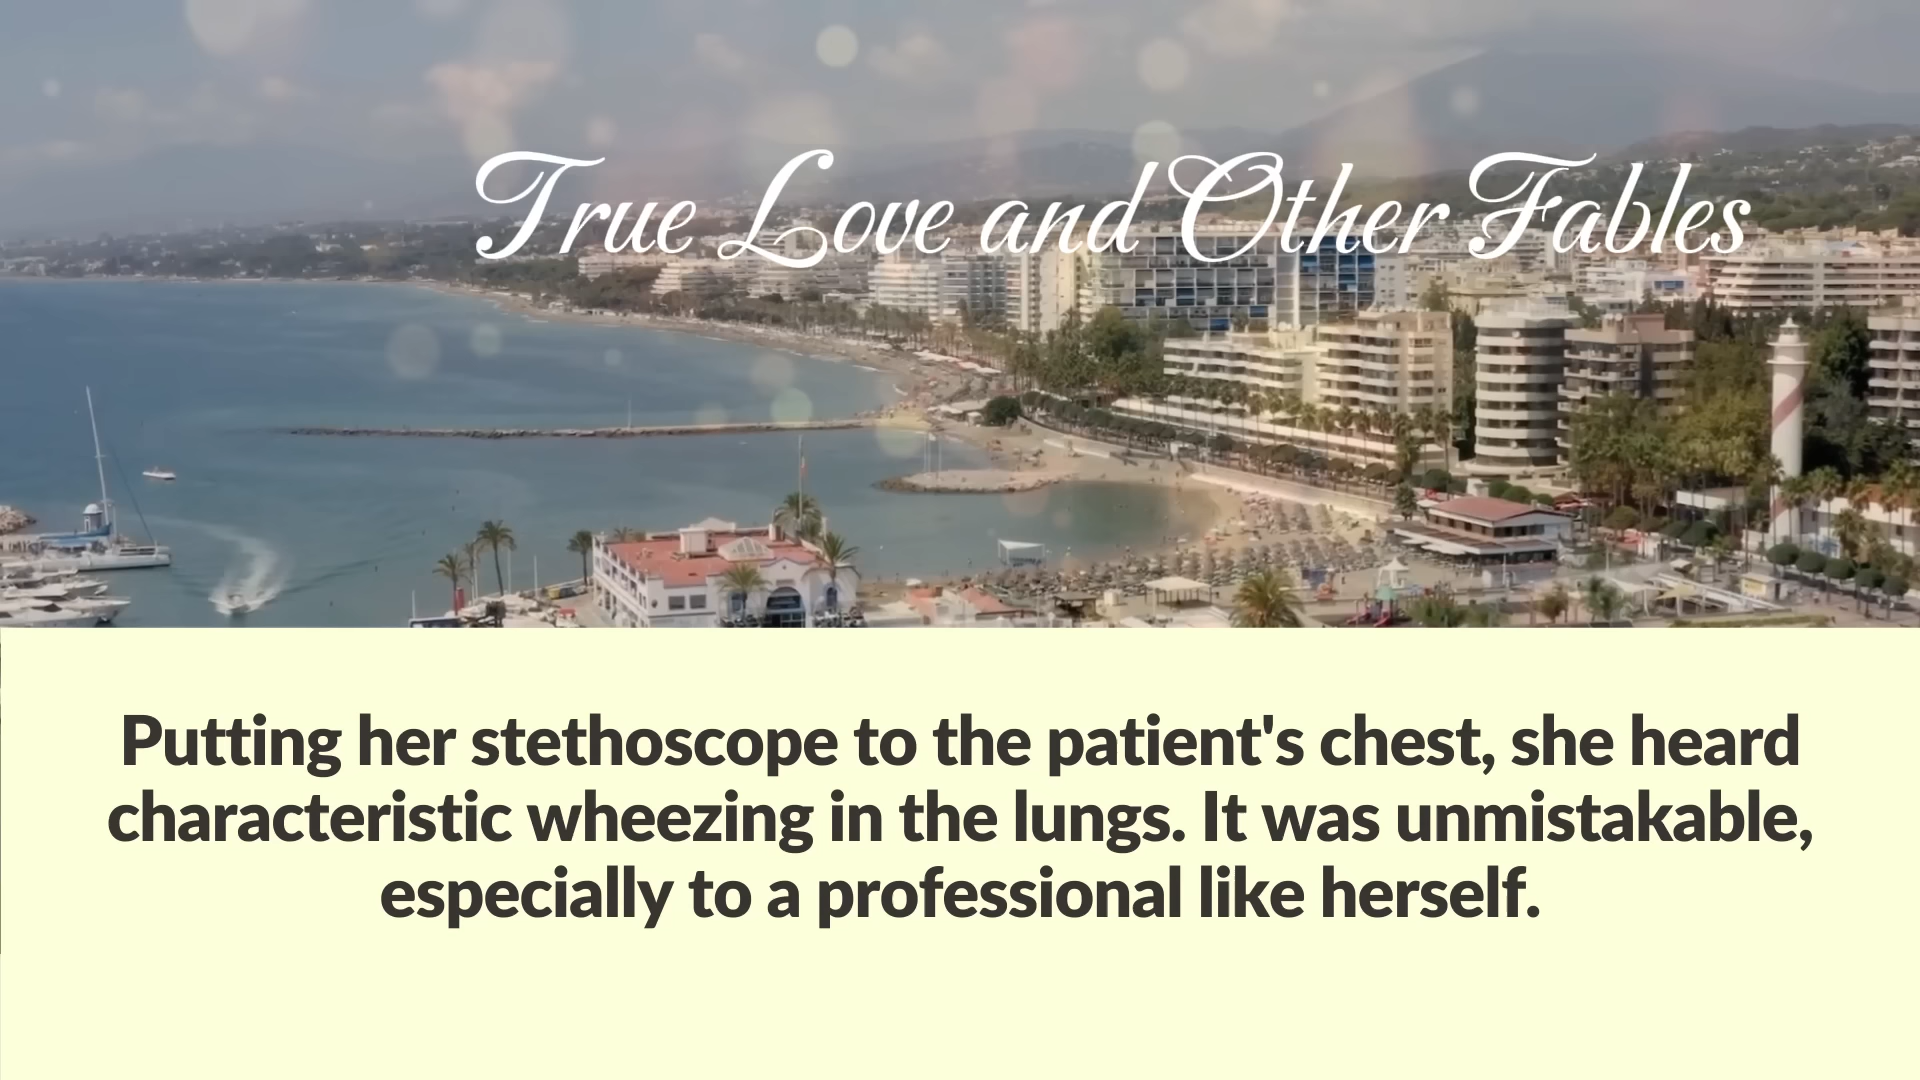 True Love and Other Fables
Putting her stethoscope to the patient's chest, she heard
characteristic wheezing in the lungs. It was unmistakable,
especially to a professional like herself.